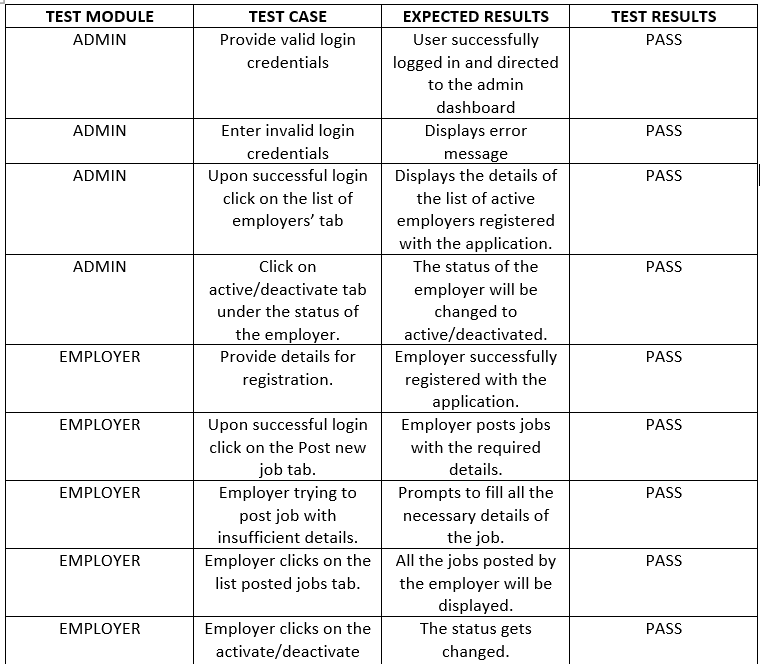 TEST MODULE TEST CASE EXPECTED RESULTS TEST RESULTS
ADMIN Provide valid login User successfully PASS
credentials logged in and directed
to the admin
dashboard
ADMIN Enter invalid login Displays error PASS
credentials message
ADMIN Upon successful login Displays the details of PASS
click on the list of the list of active
employers’ tab employers registered
with the application.
ADMIN Click on The status of the PASS
active/deactivate tab employer will be
under the status of changed to
the employer. active/deactivated.
EMPLOYER Provide details for Employer successfully PASS
registration. registered with the
application.
EMPLOYER Upon successful login Employer posts jobs PASS
click on the Post new with the required
job tab. details.
EMPLOYER Employer trying to Prompts to fill all the PASS
post job with necessary details of
insufficient details. the job.
EMPLOYER Employer clicks on the All the jobs posted by PASS
list posted jobs tab. the employer will be
displayed.
EMPLOYER Employer clicks on the The status gets PASS
activate/deactivate changed.